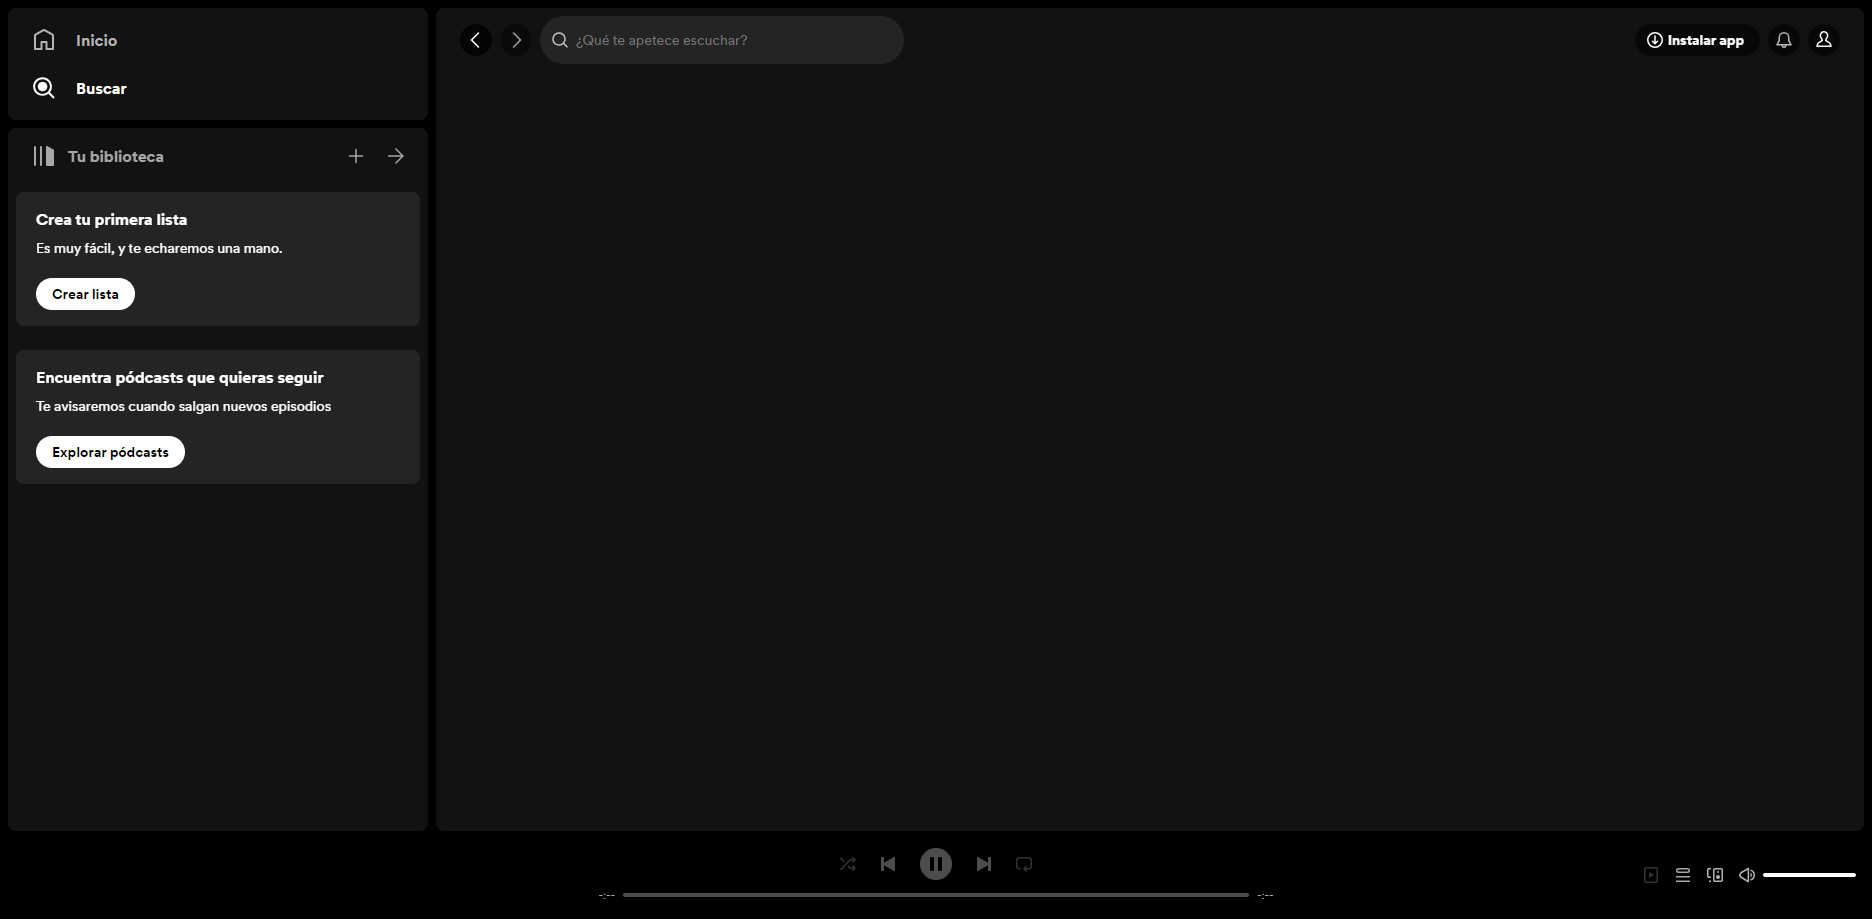 Inicio
Buscar
Tu biblioteca
Crea tu primera lista
Es muy fácil, y te echaremos una mano.
Crear lista
Encuentra pódcasts que quieras seguir
Te avisaremos cuando salgan nuevos episodios
Explorar pódcasts
¿Qué te apetece escuchar?
Instalar app
-:--
-:--